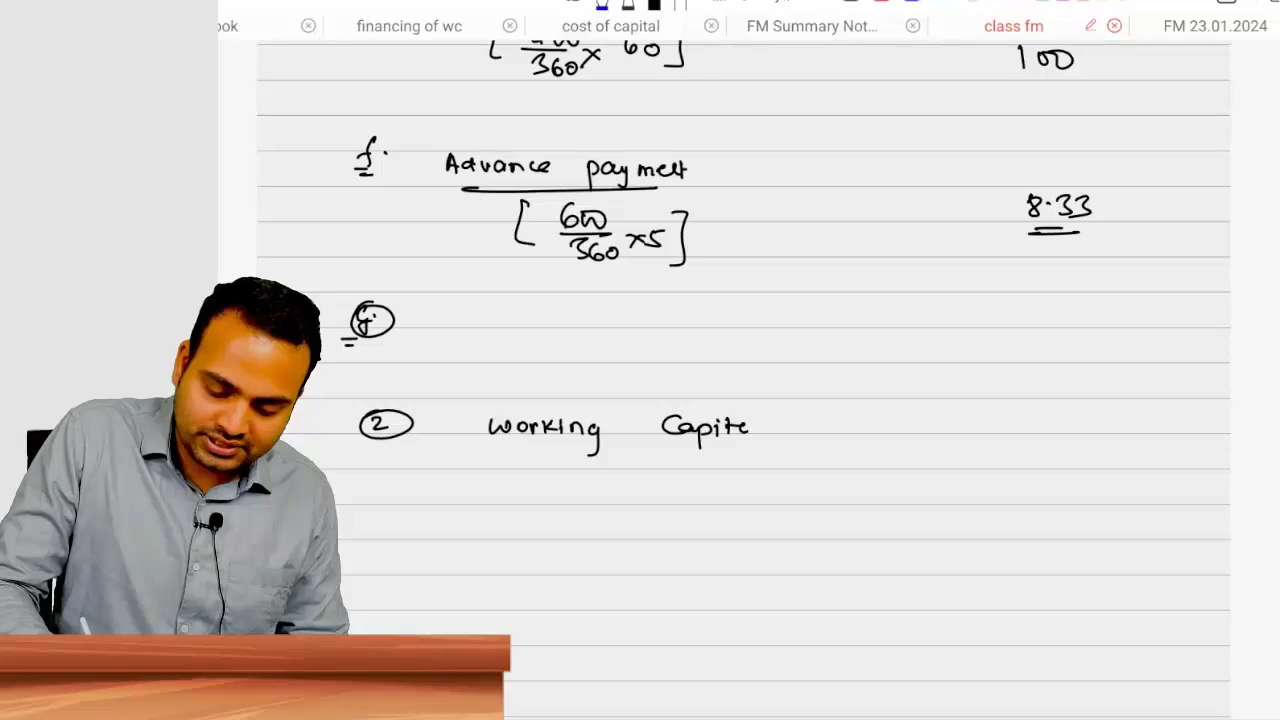 ook financing of wc cost of capital FM Summary Not... class fm FM 23.01.2024
360 × 60] 100
f. Advance paymet
[600/360 ×5] 8.33
g.
2 working Capite